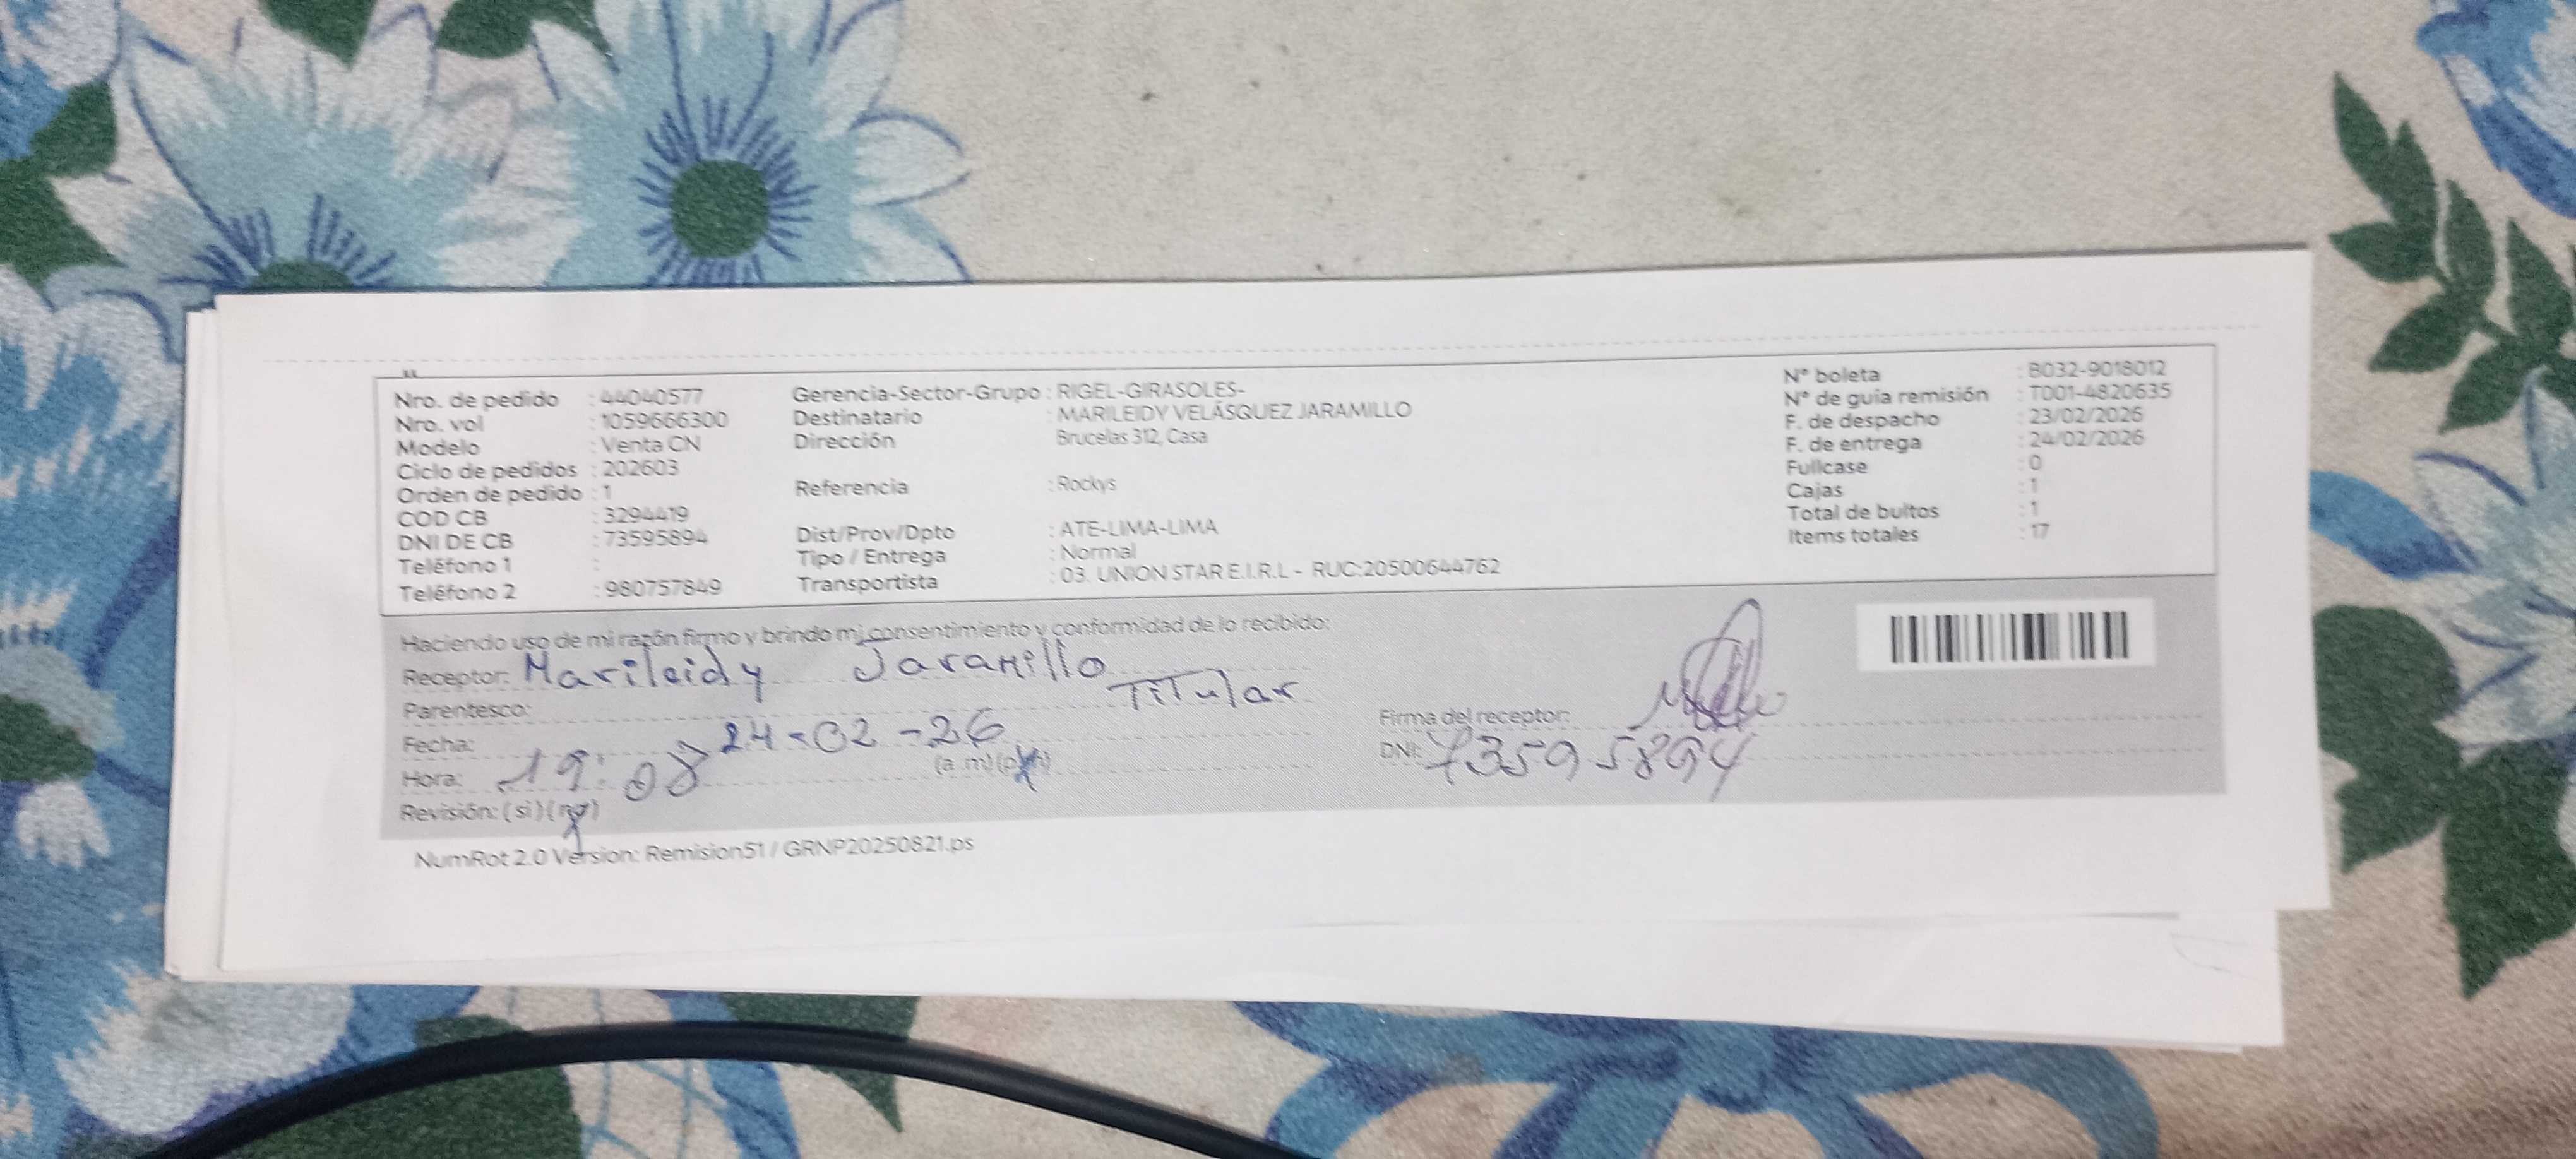 Nro. de pedido : 44040577
Nro. vol : 1059666300
Modelo : Venta CN
Ciclo de pedidos : 202603
Orden de pedido : 1
COD CB : 3294419
DNI DE CB : 73595894
Teléfono 1 :
Teléfono 2 : 980757849
Gerencia-Sector-Grupo : RIGEL-GIRASOLES-
Destinatario : MARILEIDY VELÁSQUEZ JARAMILLO
Dirección Brucelas 312, Casa
Referencia : Rockys
Dist/Prov/Dpto : ATE-LIMA-LIMA
Tipo / Entrega : Normal
Transportista : 03. UNION STAR E.I.R.L - RUC:20500644762
N° boleta : B032-9018012
N° de guía remisión : T001-4820635
F. de despacho : 23/02/2026
F. de entrega : 24/02/2026
Fullcase : 0
Cajas : 1
Total de bultos : 1
Items totales : 17
Haciendo uso de mi razón firmo y brindo mi consentimiento y conformidad de lo recibido:
Receptor: Marileidy Jaramillo
Parentesco: Titular
Fecha: 24-02-26
Hora: 19:08 (a.m)(p.m)
Revisión: (si) (no)
Firma del receptor:
DNI: 73595894
NumRot 2.0 Version: Remision51 / GRNP20250821.ps